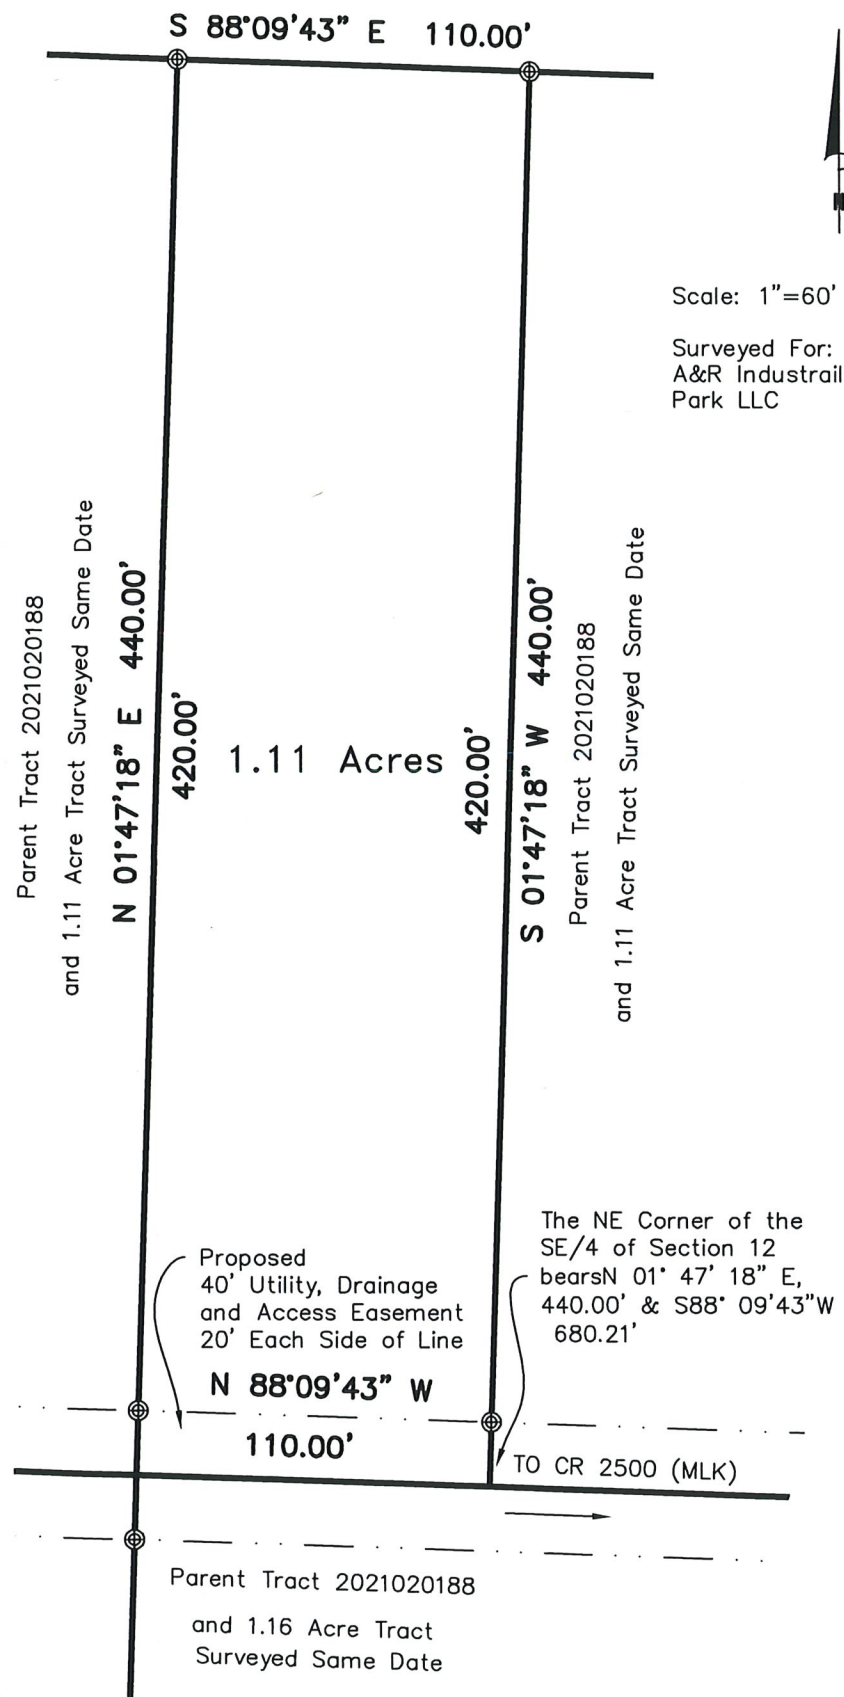 S 88°09'43" E 110.00'
Scale: 1"=60'
Surveyed For:
A&R Industrail
Park LLC
Parent Tract 2021020188
and 1.11 Acre Tract Surveyed Same Date
N 01°47'18" E 440.00'
420.00'
1.11 Acres
420.00'
S 01°47'18" W 440.00'
Parent Tract 2021020188
and 1.11 Acre Tract Surveyed Same Date
Proposed
40' Utility, Drainage
and Access Easement
20' Each Side of Line
The NE Corner of the
SE/4 of Section 12
bearsN 01° 47' 18" E,
440.00' & S88° 09'43"W
680.21'
N 88°09'43" W
110.00'
TO CR 2500 (MLK)
Parent Tract 2021020188
and 1.16 Acre Tract
Surveyed Same Date